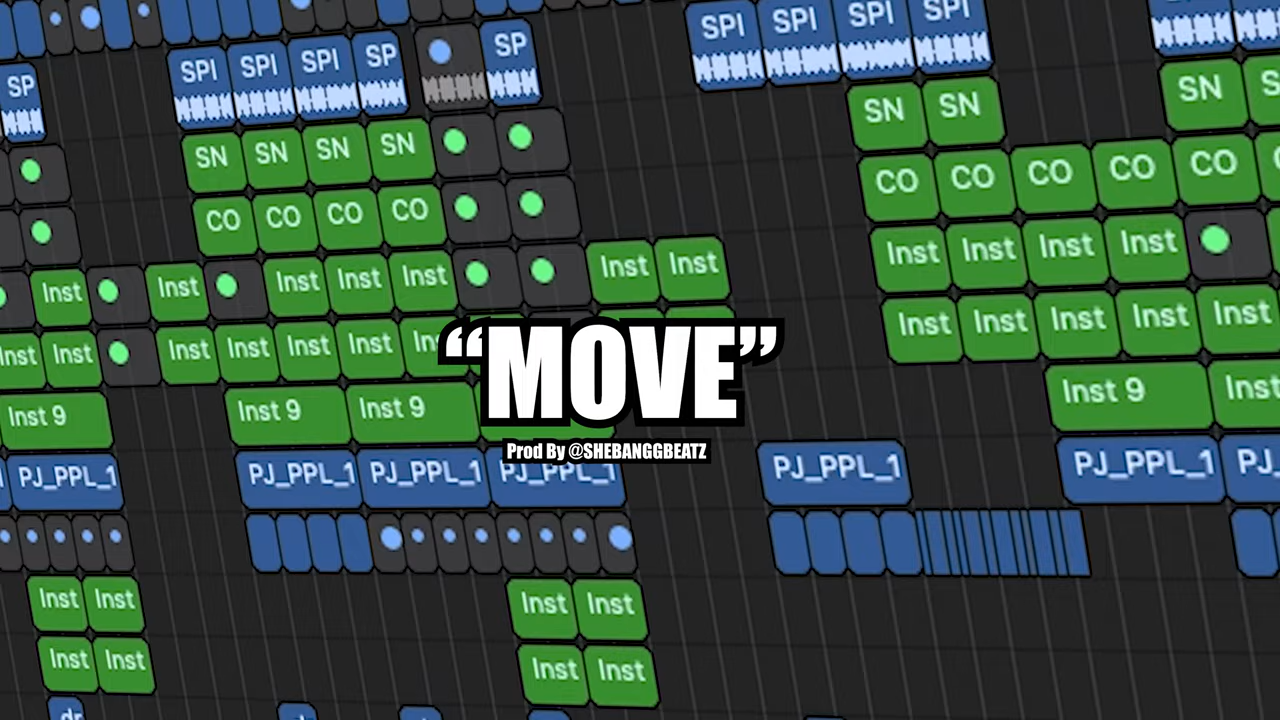 SPI SPI SPI SPI
SP SPI SPI SPI SP SP
SN SN
SN
SN SN SN SN
CO CO CO CO CO
CO CO CO CO
Inst Inst Inst Inst
Inst Inst Inst Inst Inst Inst Inst
Inst Inst Inst Inst Inst
Inst Inst Inst Inst Inst Inst
“MOVE”
Inst 9 Inst
Inst 9 Inst 9 Inst 9
Prod By @SHEBANGGBEATZ
PJ_PPL_1 PJ_PPL_1 PJ_PPL_1 PJ_PPL_1 PJ_PPL_1 PJ_PPL_1
Inst Inst Inst Inst
Inst Inst Inst Inst